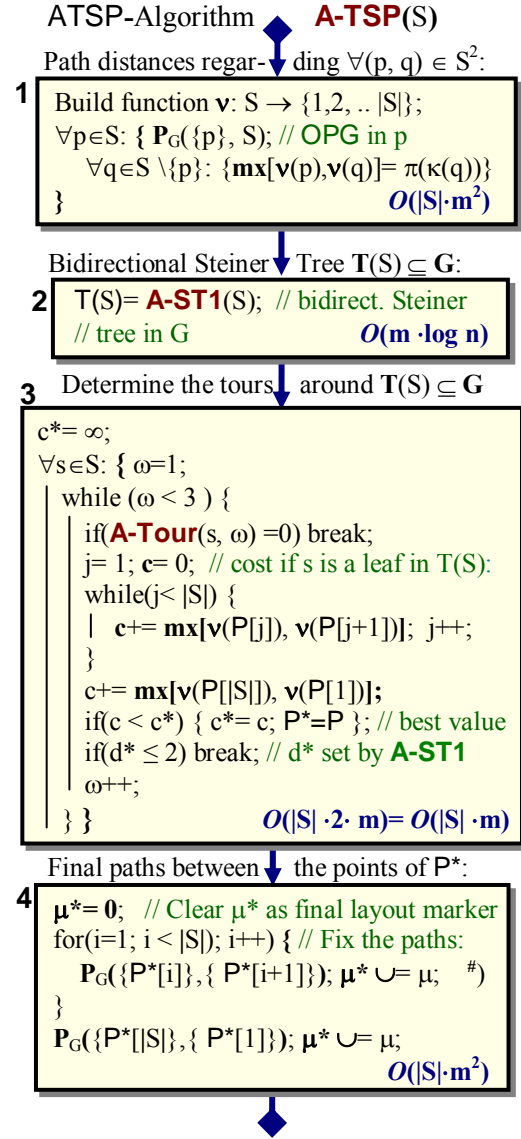 ATSP-Algorithm A-TSP(S)
Path distances regar- ding ∀(p, q) ∈ S²:
1
Build function ν: S → {1,2, .. |S|};
∀p∈S: { P_G({p}, S); // OPG in p
∀q∈S \{p}: {mx[ν(p),ν(q)]= π(κ(q))}
} O(|S|·m²)
Bidirectional Steiner Tree T(S) ⊆ G:
2
T(S)= A-ST1(S); // bidirect. Steiner
// tree in G O(m ·log n)
Determine the tours around T(S) ⊆ G
3
c*= ∞;
∀s∈S: { ω=1;
while (ω < 3 ) {
if(A-Tour(s, ω) =0) break;
j= 1; c= 0; // cost if s is a leaf in T(S):
while(j< |S|) {
c+= mx[ν(P[j]), ν(P[j+1])]; j++;
}
c+= mx[ν(P[|S|]), ν(P[1])];
if(c < c*) { c*= c; P*=P }; // best value
if(d* ≤ 2) break; // d* set by A-ST1
ω++;
} } O(|S| ·2· m)= O(|S| ·m)
Final paths between the points of P*:
4
μ*= 0; // Clear μ* as final layout marker
for(i=1; i < |S|); i++) { // Fix the paths:
P_G({P*[i]},{ P*[i+1]}); μ* ∪= μ; #)
}
P_G({P*[|S|},{ P*[1]}); μ* ∪= μ;
O(|S|·m²)